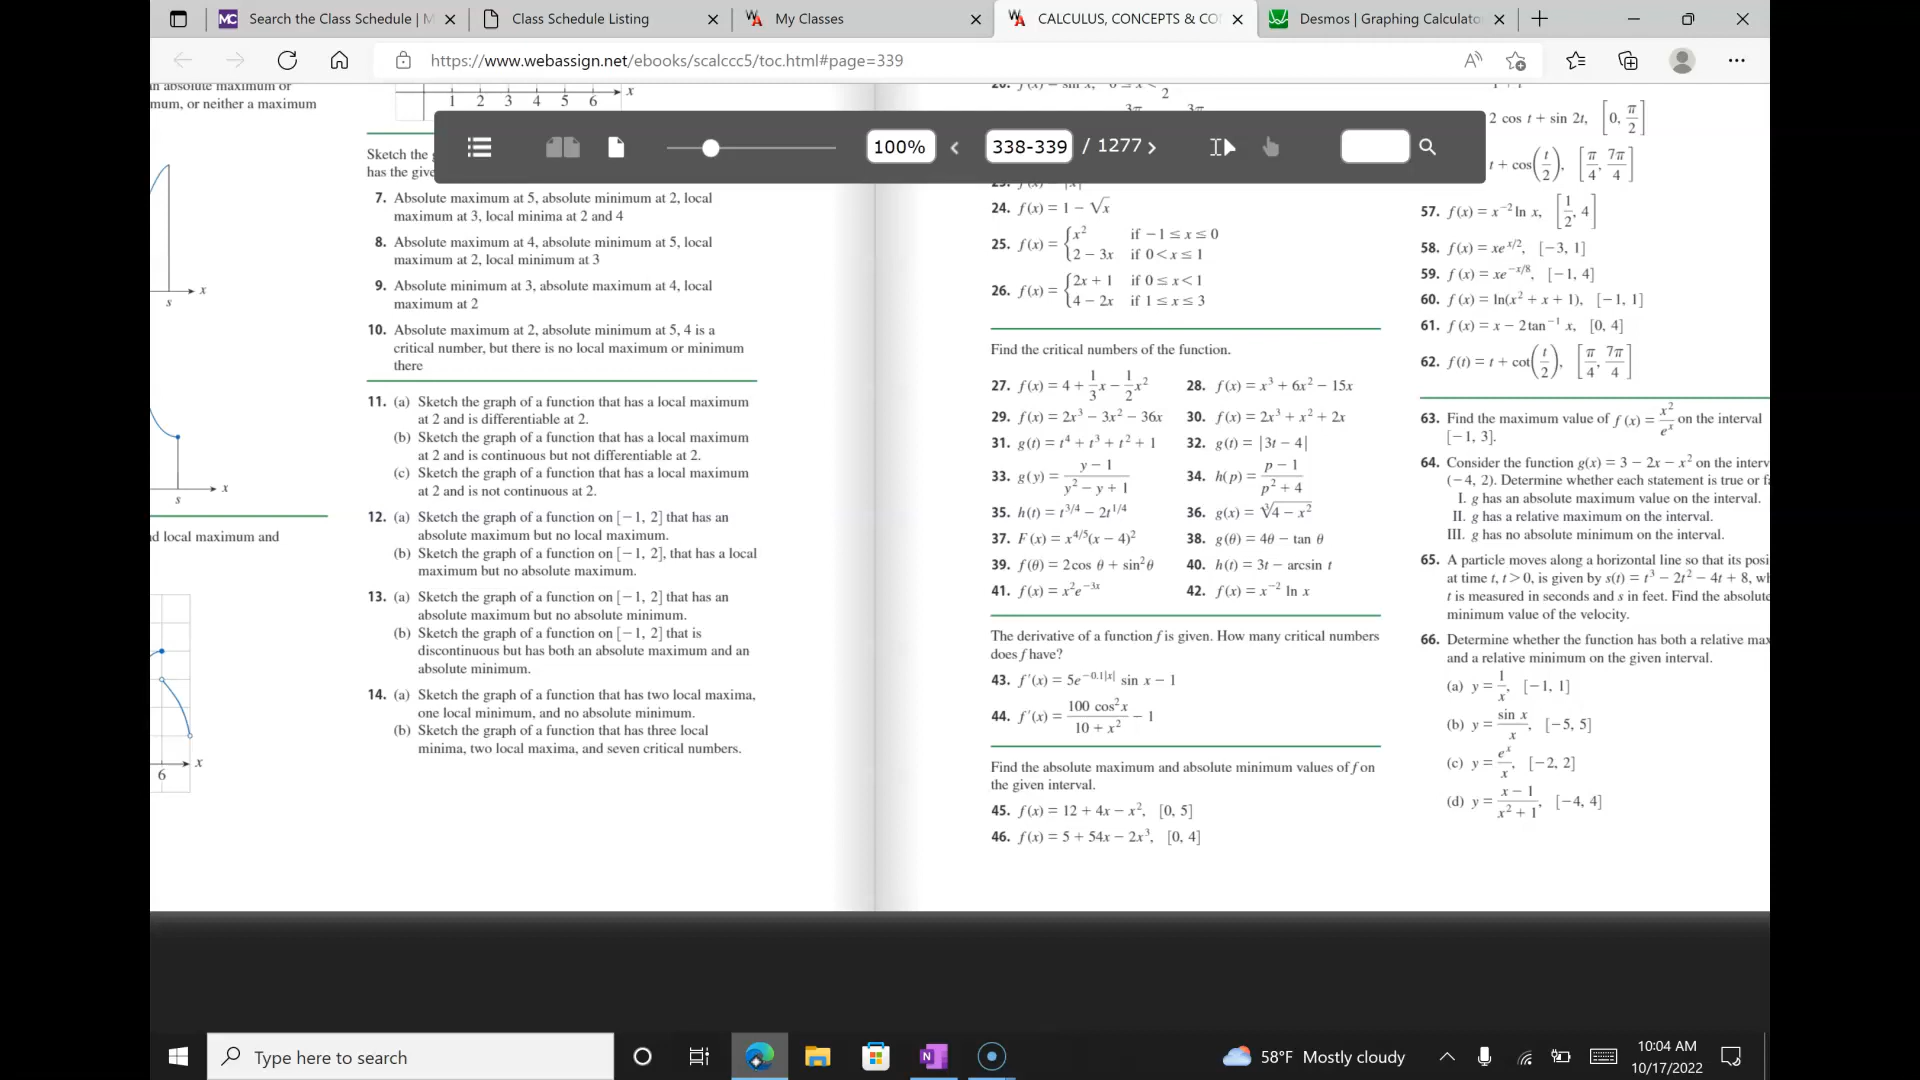 Search the Class Schedule | M
Class Schedule Listing
My Classes
CALCULUS, CONCEPTS & CO
Desmos | Graphing Calculato
https://www.webassign.net/ebooks/scalccc5/toc.html#page=339
100%
338-339 / 1277
mum, or neither a maximum
s x
s x
nd local maximum and
6 x
1 2 3 4 5 6 x
Sketch the
has the give
7. Absolute maximum at 5, absolute minimum at 2, local
maximum at 3, local minima at 2 and 4
8. Absolute maximum at 4, absolute minimum at 5, local
maximum at 2, local minimum at 3
9. Absolute minimum at 3, absolute maximum at 4, local
maximum at 2
10. Absolute maximum at 2, absolute minimum at 5, 4 is a
critical number, but there is no local maximum or minimum
there
11. (a) Sketch the graph of a function that has a local maximum
at 2 and is differentiable at 2.
(b) Sketch the graph of a function that has a local maximum
at 2 and is continuous but not differentiable at 2.
(c) Sketch the graph of a function that has a local maximum
at 2 and is not continuous at 2.
12. (a) Sketch the graph of a function on [−1, 2] that has an
absolute maximum but no local maximum.
(b) Sketch the graph of a function on [−1, 2], that has a local
maximum but no absolute maximum.
13. (a) Sketch the graph of a function on [−1, 2] that has an
absolute maximum but no absolute minimum.
(b) Sketch the graph of a function on [−1, 2] that is
discontinuous but has both an absolute maximum and an
absolute minimum.
14. (a) Sketch the graph of a function that has two local maxima,
one local minimum, and no absolute minimum.
(b) Sketch the graph of a function that has three local
minima, two local maxima, and seven critical numbers.
24. f(x) = 1 − √x
25. f(x) = {x² if −1 ≤ x ≤ 0
2 − 3x if 0 < x ≤ 1
26. f(x) = {2x + 1 if 0 ≤ x < 1
4 − 2x if 1 ≤ x ≤ 3
Find the critical numbers of the function.
27. f(x) = 4 + 1/3 x − 1/2 x² 28. f(x) = x³ + 6x² − 15x
29. f(x) = 2x³ − 3x² − 36x 30. f(x) = 2x³ + x² + 2x
31. g(t) = t⁴ + t³ + t² + 1 32. g(t) = |3t − 4|
33. g(y) = (y − 1)/(y² − y + 1) 34. h(p) = (p − 1)/(p² + 4)
35. h(t) = t^3/4 − 2t^1/4 36. g(x) = ∛(4 − x²)
37. F(x) = x^4/5(x − 4)² 38. g(θ) = 4θ − tan θ
39. f(θ) = 2 cos θ + sin²θ 40. h(t) = 3t − arcsin t
41. f(x) = x²e^−3x 42. f(x) = x⁻² ln x
The derivative of a function f is given. How many critical numbers
does f have?
43. f′(x) = 5e^−0.1|x| sin x − 1
44. f′(x) = (100 cos²x)/(10 + x²) − 1
Find the absolute maximum and absolute minimum values of f on
the given interval.
45. f(x) = 12 + 4x − x², [0, 5]
46. f(x) = 5 + 54x − 2x³, [0, 4]
2 cos t + sin 2t, [0, π/2]
t + cos(t/2), [π/4, 7π/4]
57. f(x) = x⁻² ln x, [1/2, 4]
58. f(x) = xe^x/2, [−3, 1]
59. f(x) = xe^−x/8, [−1, 4]
60. f(x) = ln(x² + x + 1), [−1, 1]
61. f(x) = x − 2 tan⁻¹ x, [0, 4]
62. f(t) = t + cot(t/2), [π/4, 7π/4]
63. Find the maximum value of f(x) = x²/eˣ on the interval
[−1, 3].
64. Consider the function g(x) = 3 − 2x − x² on the interv
(−4, 2). Determine whether each statement is true or fa
I. g has an absolute maximum value on the interval.
II. g has a relative maximum on the interval.
III. g has no absolute minimum on the interval.
65. A particle moves along a horizontal line so that its posi
at time t, t > 0, is given by s(t) = t³ − 2t² − 4t + 8, wh
t is measured in seconds and s in feet. Find the absolute
minimum value of the velocity.
66. Determine whether the function has both a relative max
and a relative minimum on the given interval.
(a) y = 1/x, [−1, 1]
(b) y = sin x/x, [−5, 5]
(c) y = eˣ/x, [−2, 2]
(d) y = (x − 1)/(x² + 1), [−4, 4]
Type here to search
58°F Mostly cloudy
10:04 AM
10/17/2022